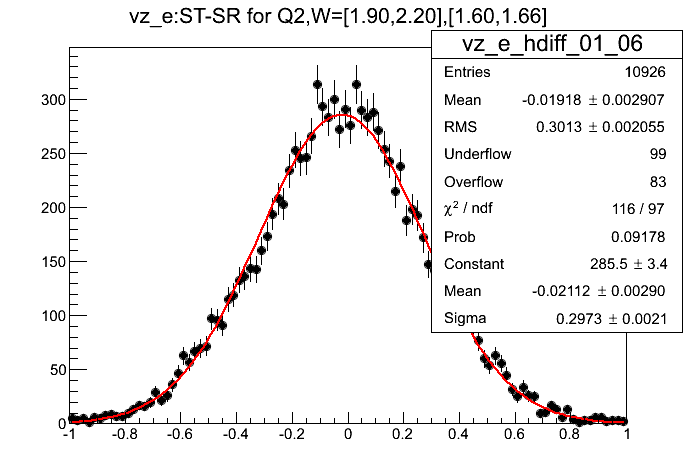 vz_e:ST-SR for Q2,W=[1.90,2.20],[1.60,1.66]
vz_e_hdiff_01_06
Entries 10926
Mean -0.01918 ± 0.002907
RMS 0.3013 ± 0.002055
Underflow 99
Overflow 83
χ² / ndf 116 / 97
Prob 0.09178
Constant 285.5 ± 3.4
Mean -0.02112 ± 0.00290
Sigma 0.2973 ± 0.0021
300
250
200
150
100
50
0
-1 -0.8 -0.6 -0.4 -0.2 0 0.2 0.4 0.6 0.8 1